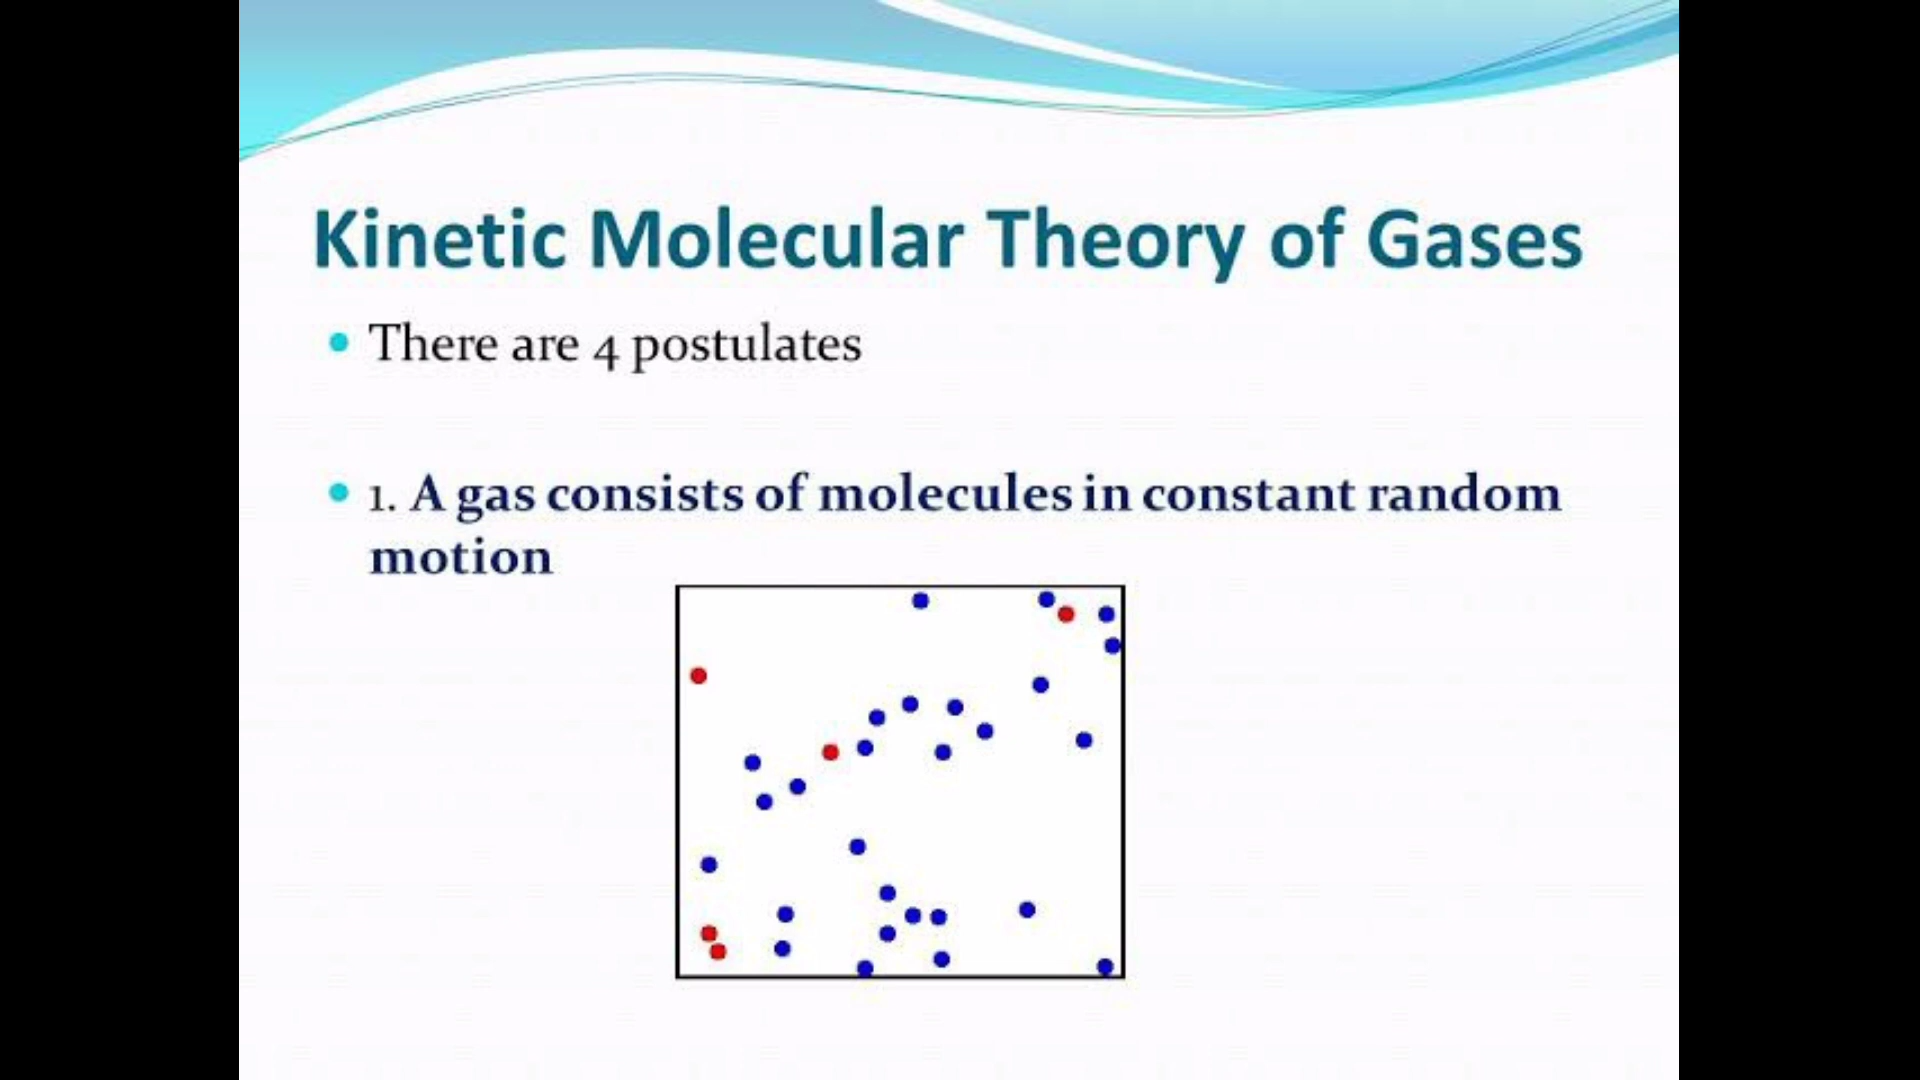 Kinetic Molecular Theory of Gases
• There are 4 postulates
• 1. A gas consists of molecules in constant random
motion